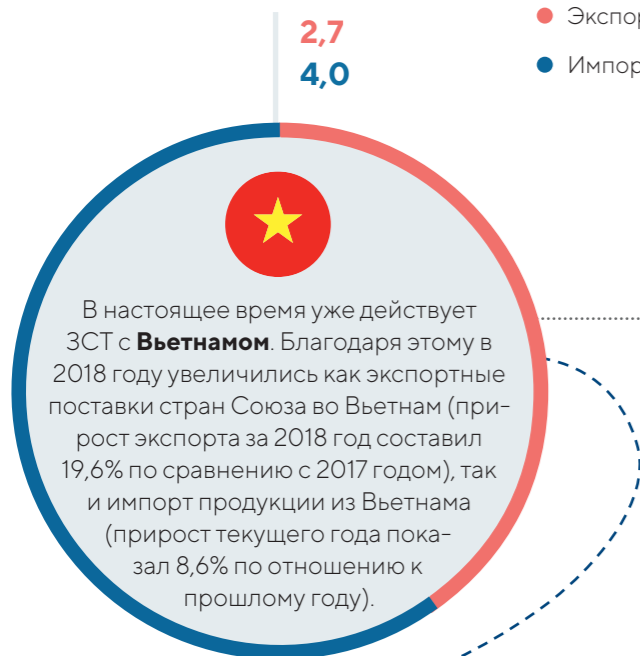 2,7
4,0
Экспор
Импор
В настоящее время уже действует
ЗСТ с Вьетнамом. Благодаря этому в
2018 году увеличились как экспортные
поставки стран Союза во Вьетнам (при-
рост экспорта за 2018 год составил
19,6% по сравнению с 2017 годом), так
и импорт продукции из Вьетнама
(прирост текущего года пока-
зал 8,6% по отношению к
прошлому году).